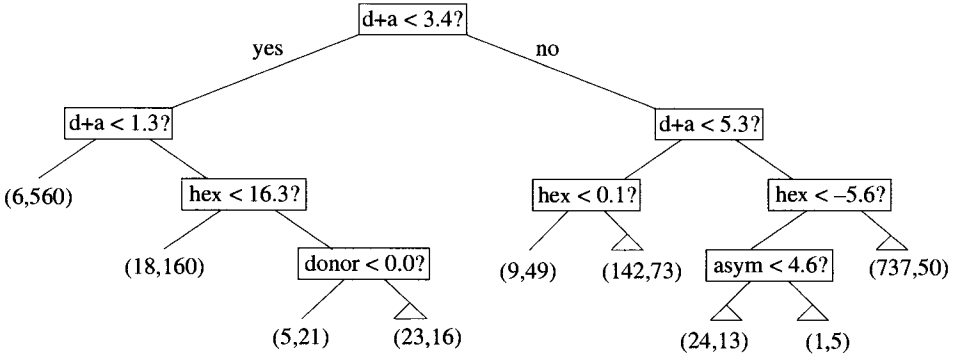 d+a < 3.4?
yes
no
d+a < 1.3?
d+a < 5.3?
(6,560)
hex < 16.3?
hex < 0.1?
hex < –5.6?
(18,160)
donor < 0.0?
(9,49)
(142,73)
asym < 4.6?
(737,50)
(5,21)
(23,16)
(24,13)
(1,5)